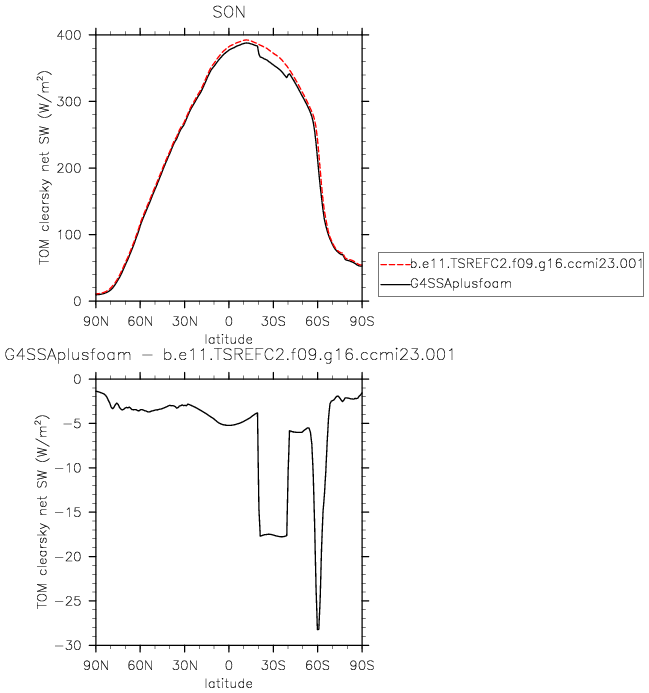 SON
TOM clearsky net SW (W/m²)
400
300
200
100
0
90N 60N 30N 0 30S 60S 90S
latitude
b.e11.TSREFC2.f09.g16.ccmi23.001
G4SSAplusfoam
G4SSAplusfoam − b.e11.TSREFC2.f09.g16.ccmi23.001
TOM clearsky net SW (W/m²)
0
−5
−10
−15
−20
−25
−30
90N 60N 30N 0 30S 60S 90S
latitude